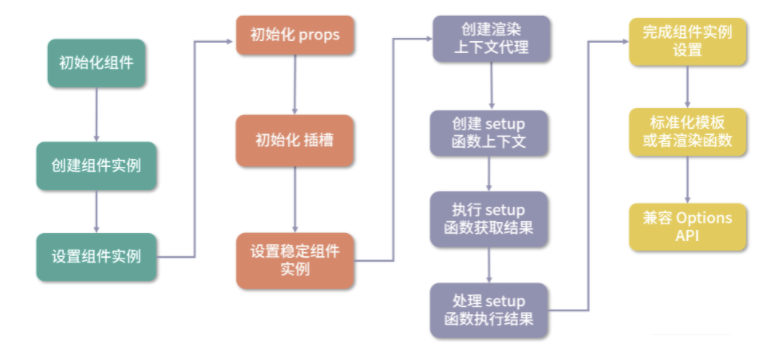 初始化组件
创建组件实例
设置组件实例
初始化 props
初始化 插槽
设置稳定组件
实例
创建渲染
上下文代理
创建 setup
函数上下文
执行 setup
函数获取结果
处理 setup
函数执行结果
完成组件实例
设置
标准化模板
或者渲染函数
兼容 Options
API